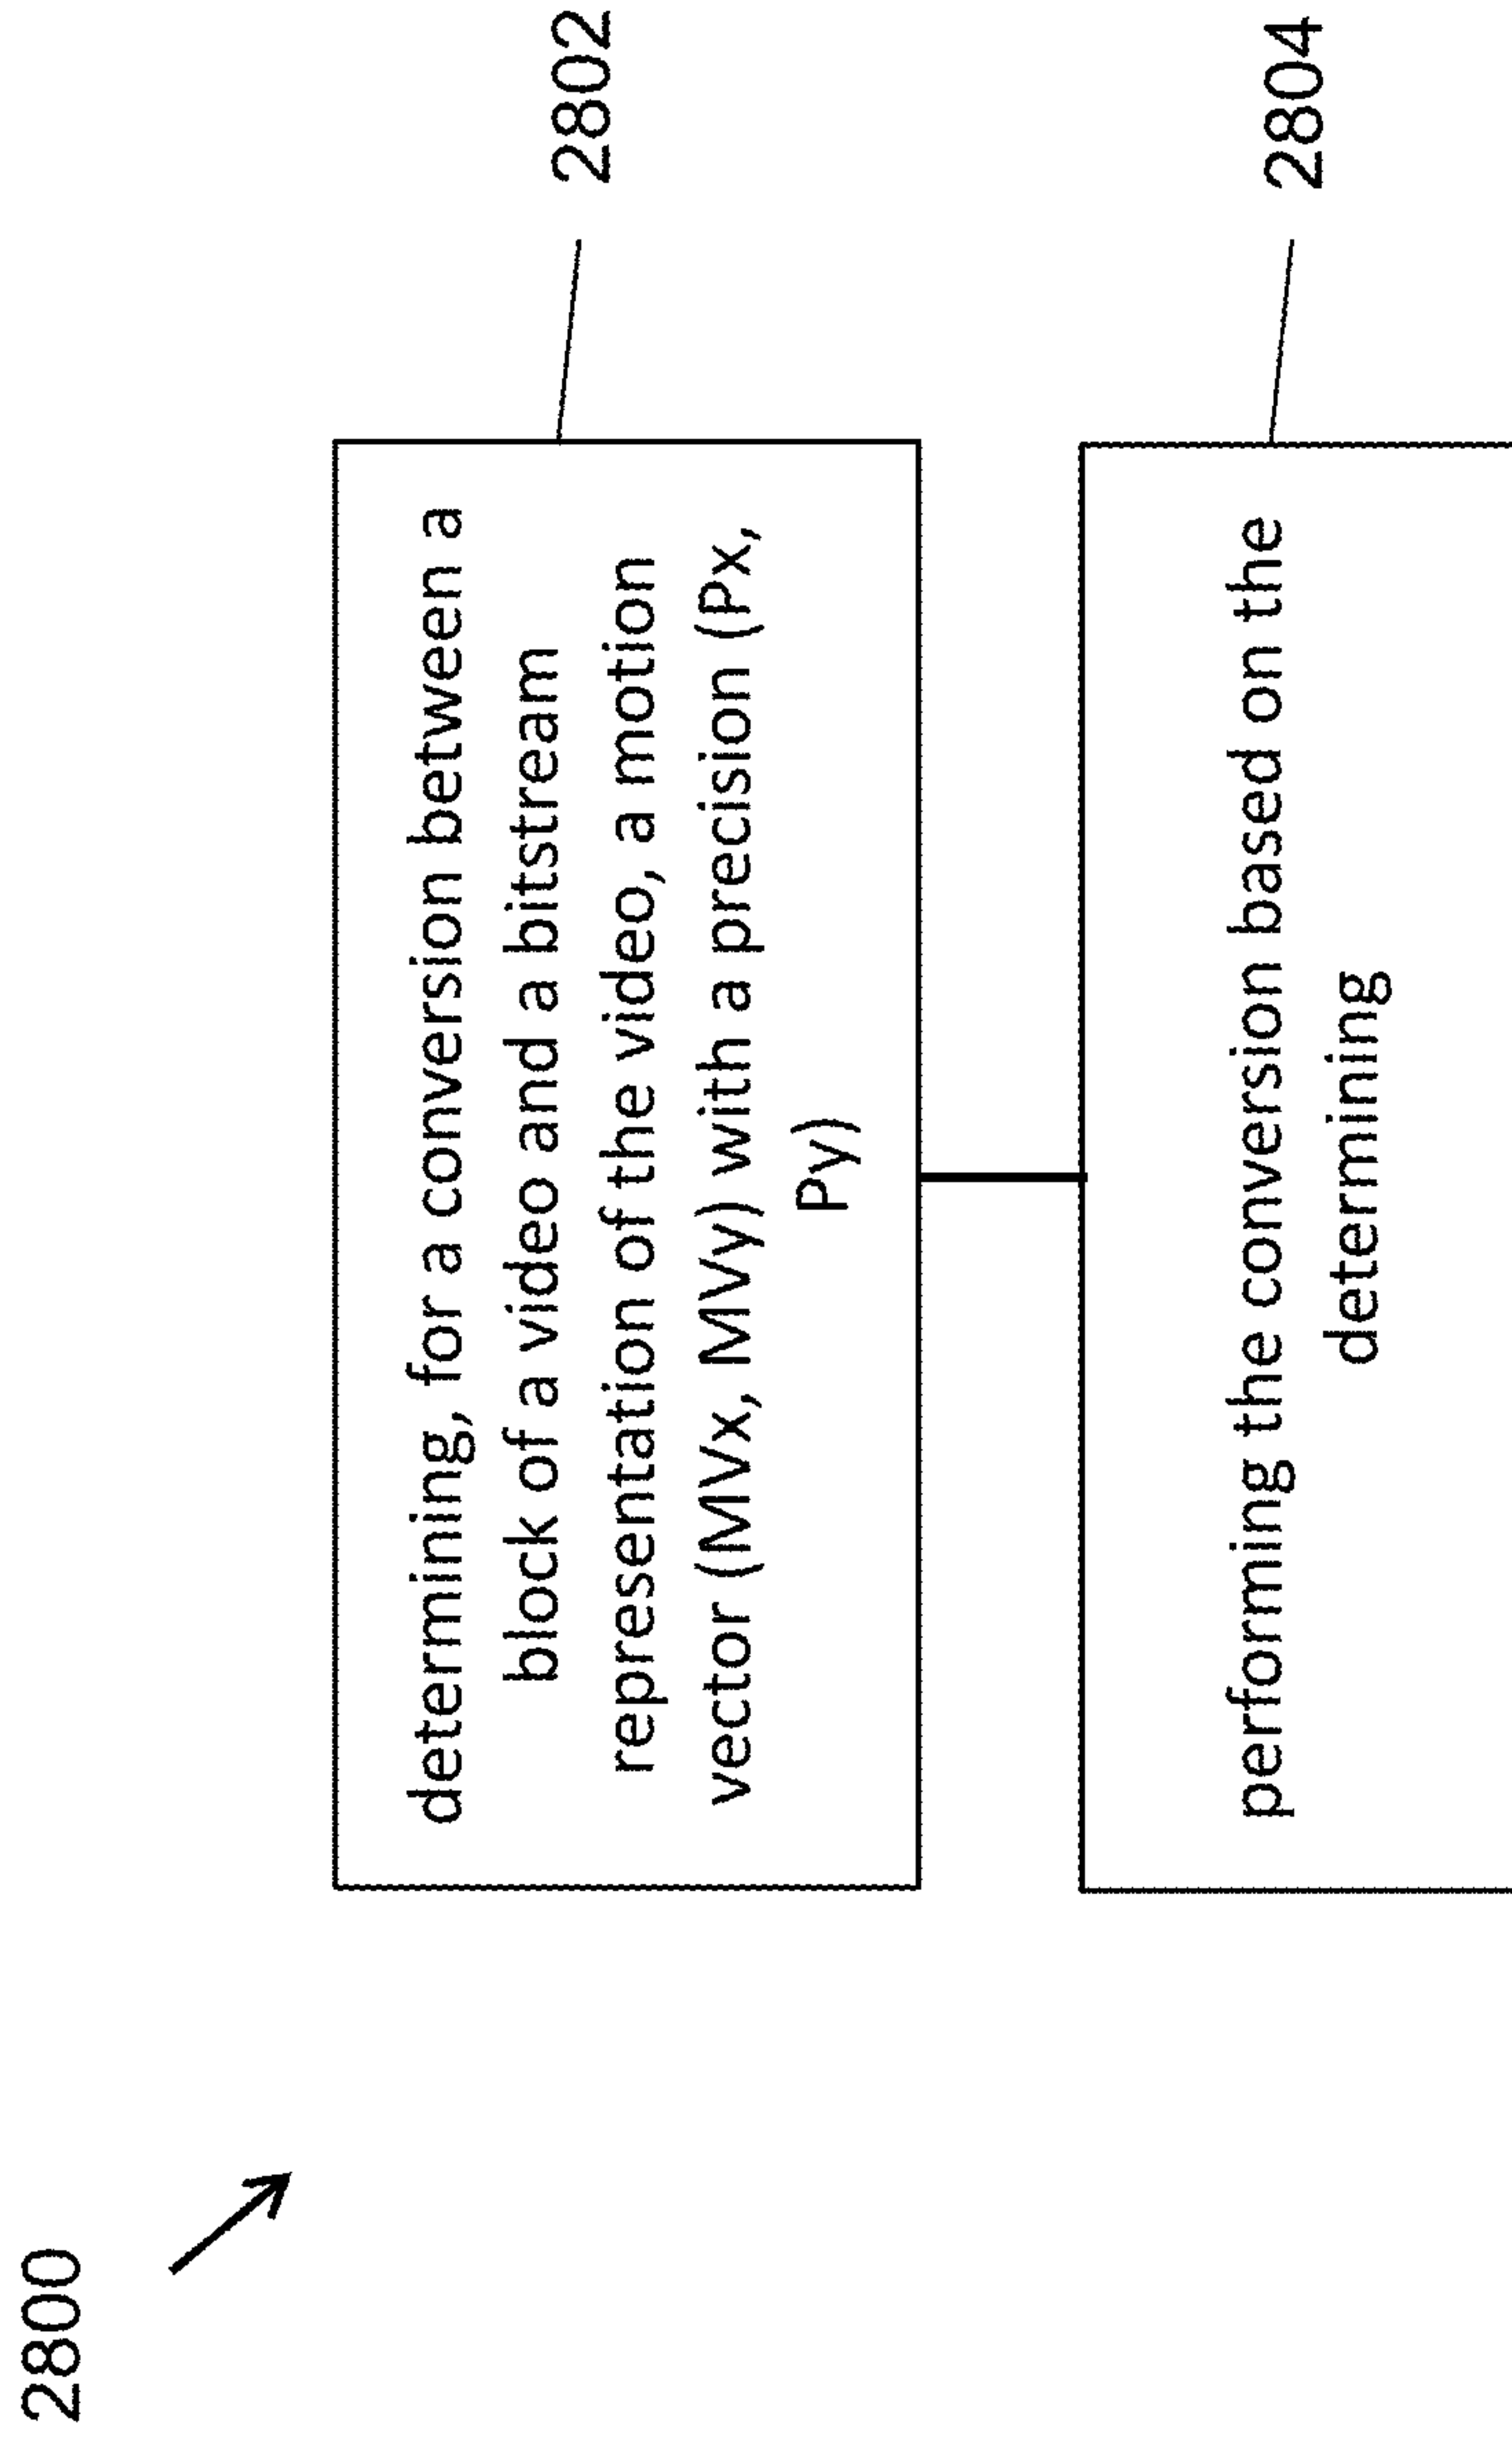 2800
determining, for a conversion between a
block of a video and a bitstream
representation of the video, a motion
vector (MVx, MVy) with a precision (Px,
Py)
2802
performing the conversion based on the
determining
2804